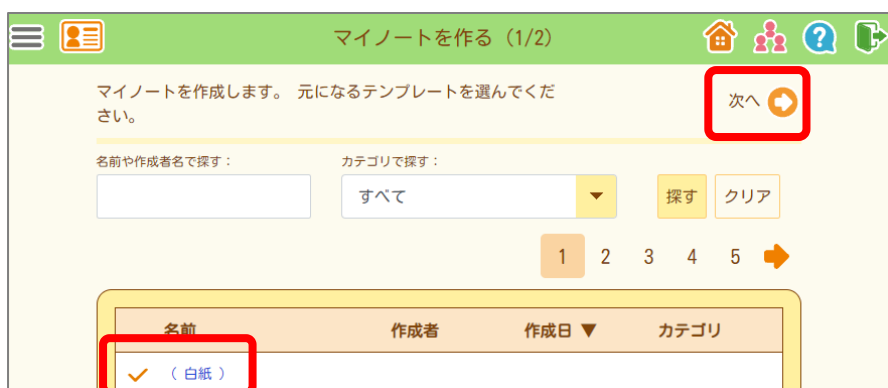 マイノートを作る（1/2）
マイノートを作成します。 元になるテンプレートを選んでくだ
さい。
次へ
名前や作成者名で探す：
カテゴリで探す：
すべて
探す
クリア
1 2 3 4 5
名前 作成者 作成日 ▼ カテゴリ
（ 白紙 ）